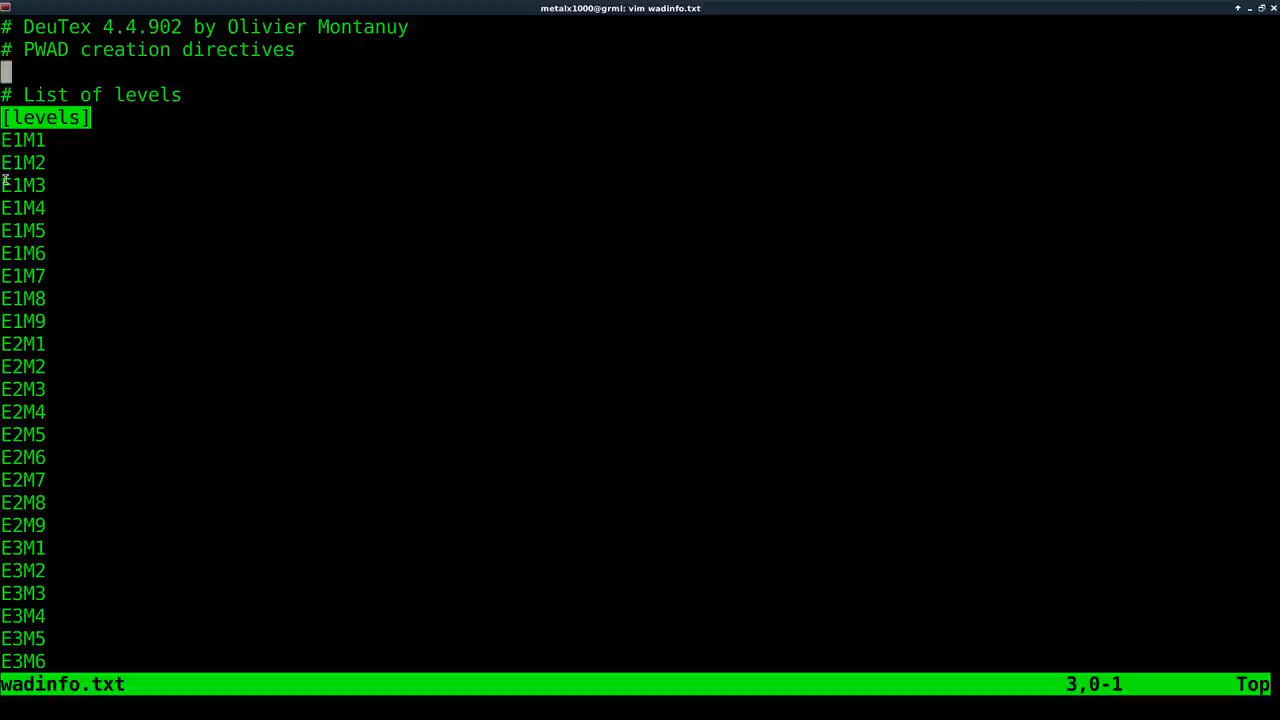 metalx1000@grml: vim wadinfo.txt
# DeuTex 4.4.902 by Olivier Montanuy
# PWAD creation directives
# List of levels
[levels]
E1M1
E1M2
E1M3
E1M4
E1M5
E1M6
E1M7
E1M8
E1M9
E2M1
E2M2
E2M3
E2M4
E2M5
E2M6
E2M7
E2M8
E2M9
E3M1
E3M2
E3M3
E3M4
E3M5
E3M6
wadinfo.txt 3,0-1 Top